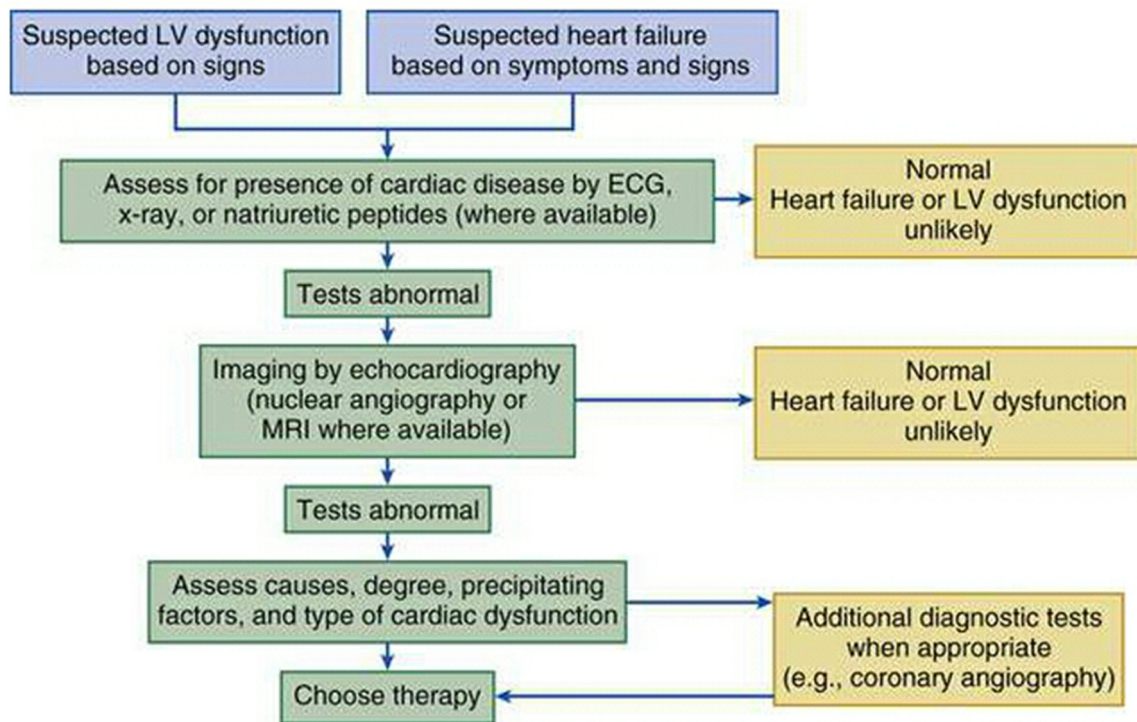 Suspected LV dysfunction
based on signs
Suspected heart failure
based on symptoms and signs
Assess for presence of cardiac disease by ECG,
x-ray, or natriuretic peptides (where available)
Normal
Heart failure or LV dysfunction
unlikely
Tests abnormal
Imaging by echocardiography
(nuclear angiography or
MRI where available)
Normal
Heart failure or LV dysfunction
unlikely
Tests abnormal
Assess causes, degree, precipitating
factors, and type of cardiac dysfunction
Additional diagnostic tests
when appropriate
(e.g., coronary angiography)
Choose therapy